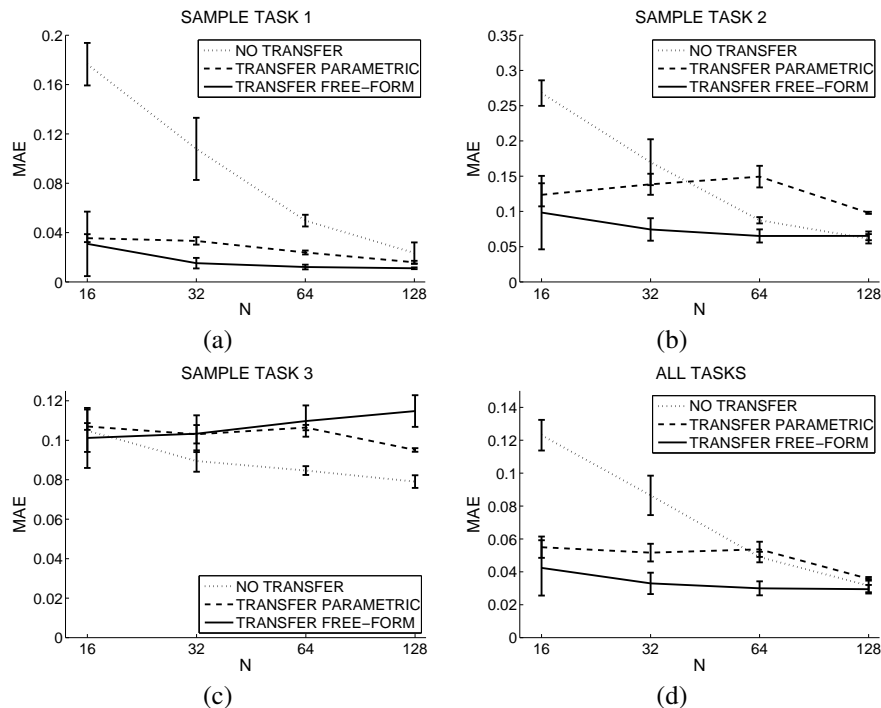 SAMPLE TASK 1
0.2
0.16
0.12
0.08
0.04
0
MAE
NO TRANSFER
TRANSFER PARAMETRIC
TRANSFER FREE−FORM
16 32 64 128
N
(a)
SAMPLE TASK 2
0.35
0.3
0.25
0.2
0.15
0.1
0.05
0
MAE
NO TRANSFER
TRANSFER PARAMETRIC
TRANSFER FREE−FORM
16 32 64 128
N
(b)
SAMPLE TASK 3
0.12
0.1
0.08
0.06
0.04
0.02
0
MAE
NO TRANSFER
TRANSFER PARAMETRIC
TRANSFER FREE−FORM
16 32 64 128
N
(c)
ALL TASKS
0.14
0.12
0.1
0.08
0.06
0.04
0.02
0
MAE
NO TRANSFER
TRANSFER PARAMETRIC
TRANSFER FREE−FORM
16 32 64 128
N
(d)